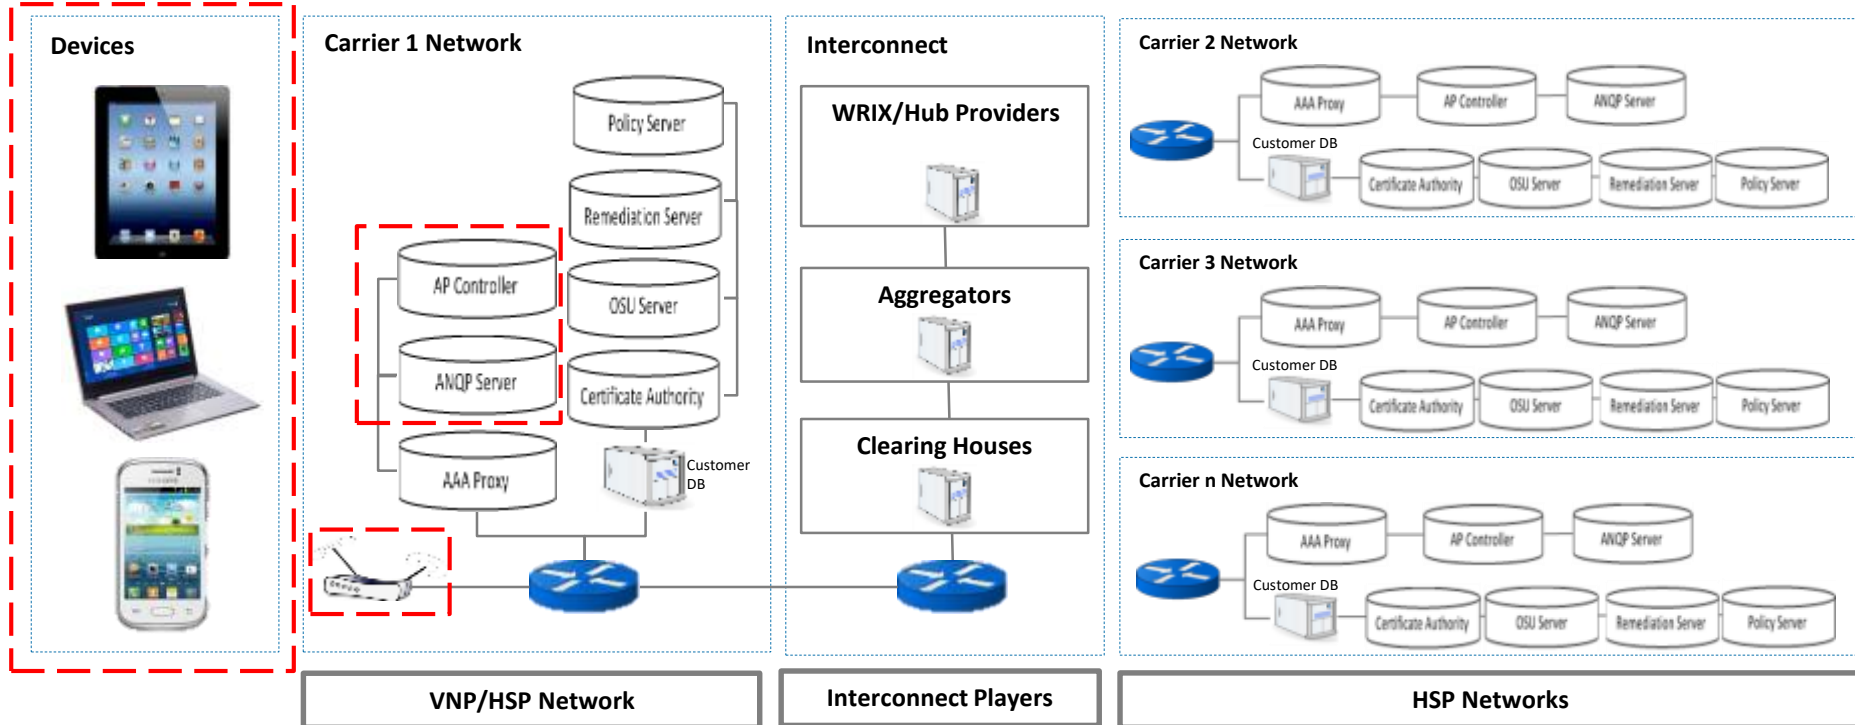 Devices
Carrier 1 Network
Policy Server
Remediation Server
AP Controller
OSU Server
ANQP Server
Certificate Authority
AAA Proxy
Customer
DB
VNP/HSP Network
Interconnect
WRIX/Hub Providers
Aggregators
Clearing Houses
Interconnect Players
Carrier 2 Network
AAA Proxy
AP Controller
ANQP Server
Customer DB
Certificate Authority
OSU Server
Remediation Server
Policy Server
Carrier 3 Network
AAA Proxy
AP Controller
ANQP Server
Customer DB
Certificate Authority
OSU Server
Remediation Server
Policy Server
Carrier n Network
AAA Proxy
AP Controller
ANQP Server
Customer DB
Certificate Authority
OSU Server
Remediation Server
Policy Server
HSP Networks